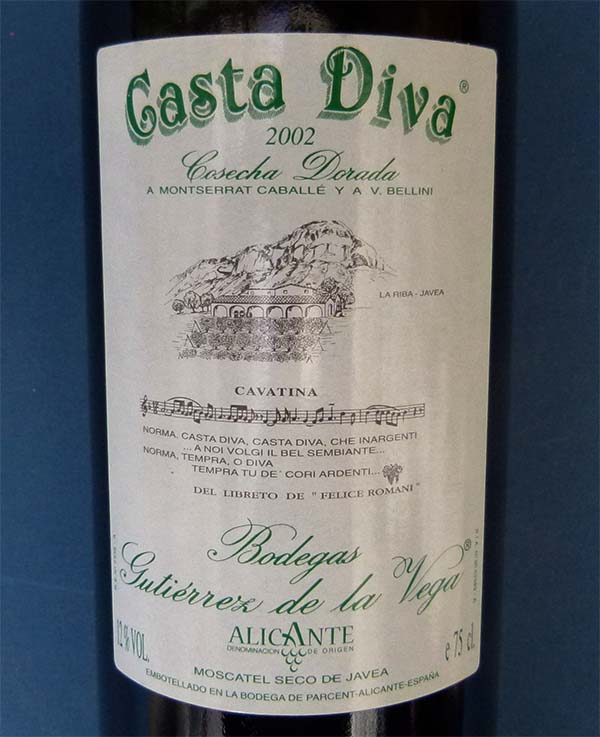 Casta Diva ®
2002
Cosecha Dorada
A MONTSERRAT CABALLÉ Y A V. BELLINI
LA RIBA - JAVEA
CAVATINA
NORMA, CASTA DIVA, CASTA DIVA, CHE INARGENTI
... A NOI VOLGI IL BEL SEMBIANTE...
NORMA, TEMPRA, O DIVA
TEMPRA TU DE' CORI ARDENTI...
DEL LIBRETO DE " FELICE ROMANI "
Bodegas
Gutiérrez de la Vega ®
12 % VOL.
ALICANTE
DENOMINACION DE ORIGEN
e 75 cl.
MOSCATEL SECO DE JAVEA
EMBOTELLADO EN LA BODEGA DE PARCENT-ALICANTE-ESPAÑA